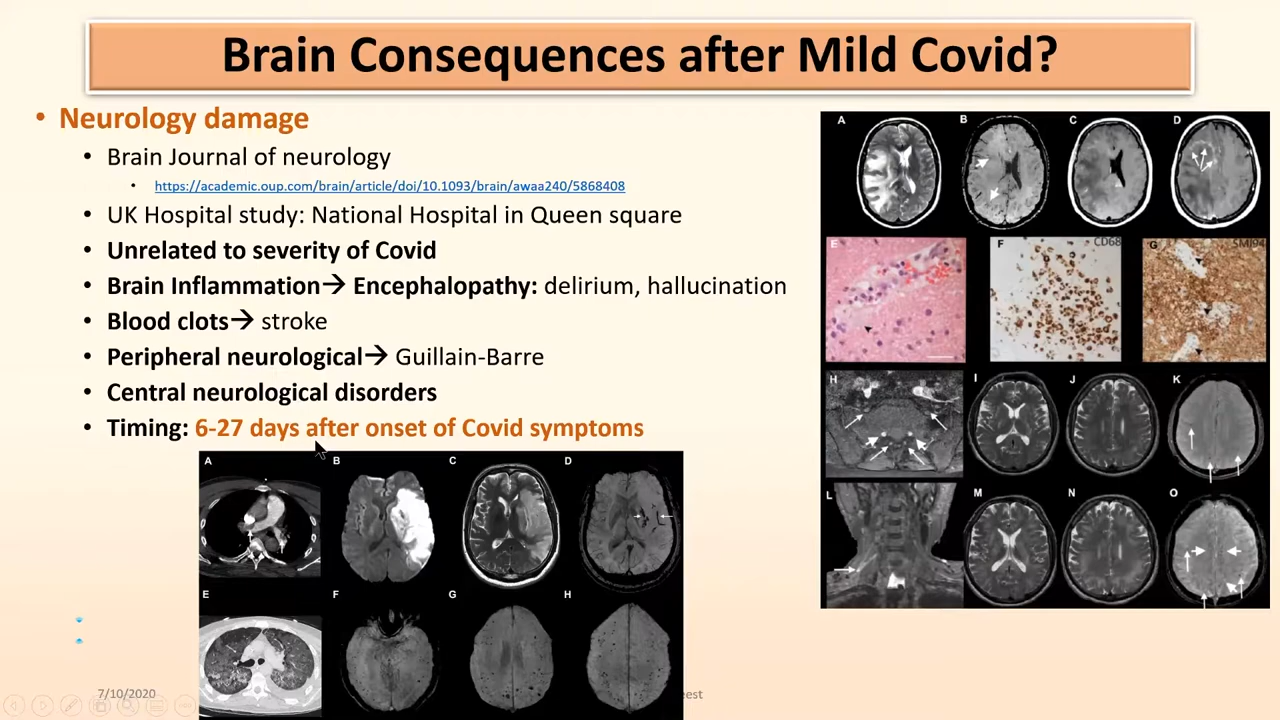 Brain Consequences after Mild Covid?
• Neurology damage
• Brain Journal of neurology
• https://academic.oup.com/brain/article/doi/10.1093/brain/awaa240/5868408
• UK Hospital study: National Hospital in Queen square
• Unrelated to severity of Covid
• Brain Inflammation→ Encephalopathy: delirium, hallucination
• Blood clots→ stroke
• Peripheral neurological→ Guillain-Barre
• Central neurological disorders
• Timing: 6-27 days after onset of Covid symptoms
A B C D
E F CD68 G SMI94
H I J K
L M N O
A B C D
E F G H
7/10/2020
eest